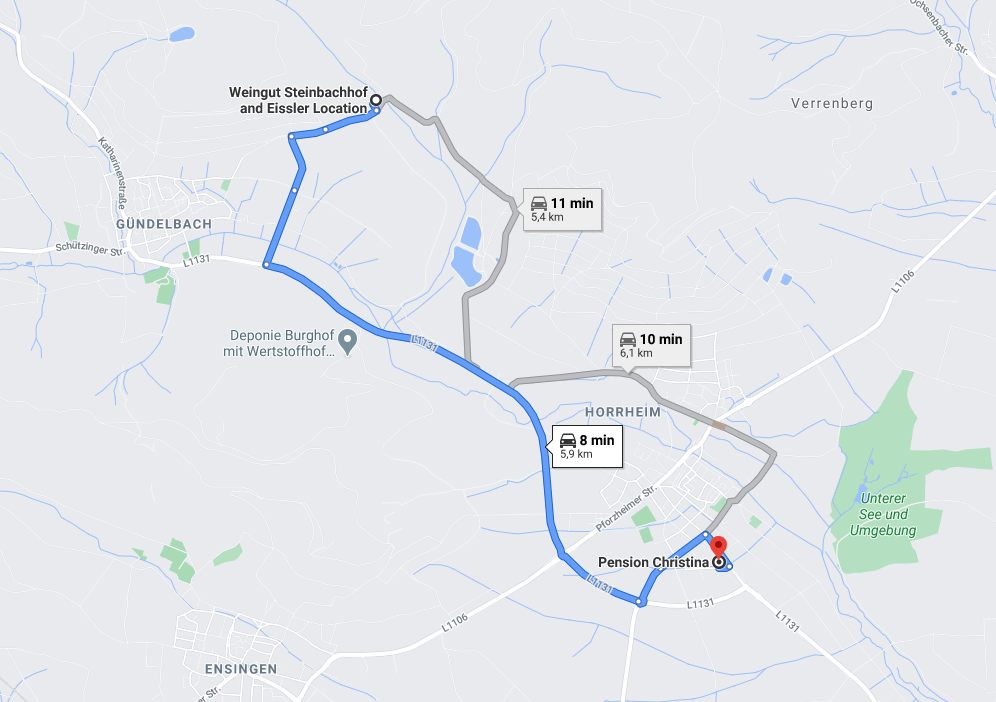 Ochsenbacher Str.
Weingut Steinbachhof
and Eissler Location
Verrenberg
Katharinenstraße
11 min
5,4 km
GÜNDELBACH
Schützinger Str.
L1131
L1106
Deponie Burghof
mit Wertstoffhof...
L1131
10 min
6,1 km
HORRHEIM
8 min
5,9 km
Pforzheimer Str.
Unterer
See und
Umgebung
Pension Christina
L1131
L1131
L1106
L1131
ENSINGEN
er Str.